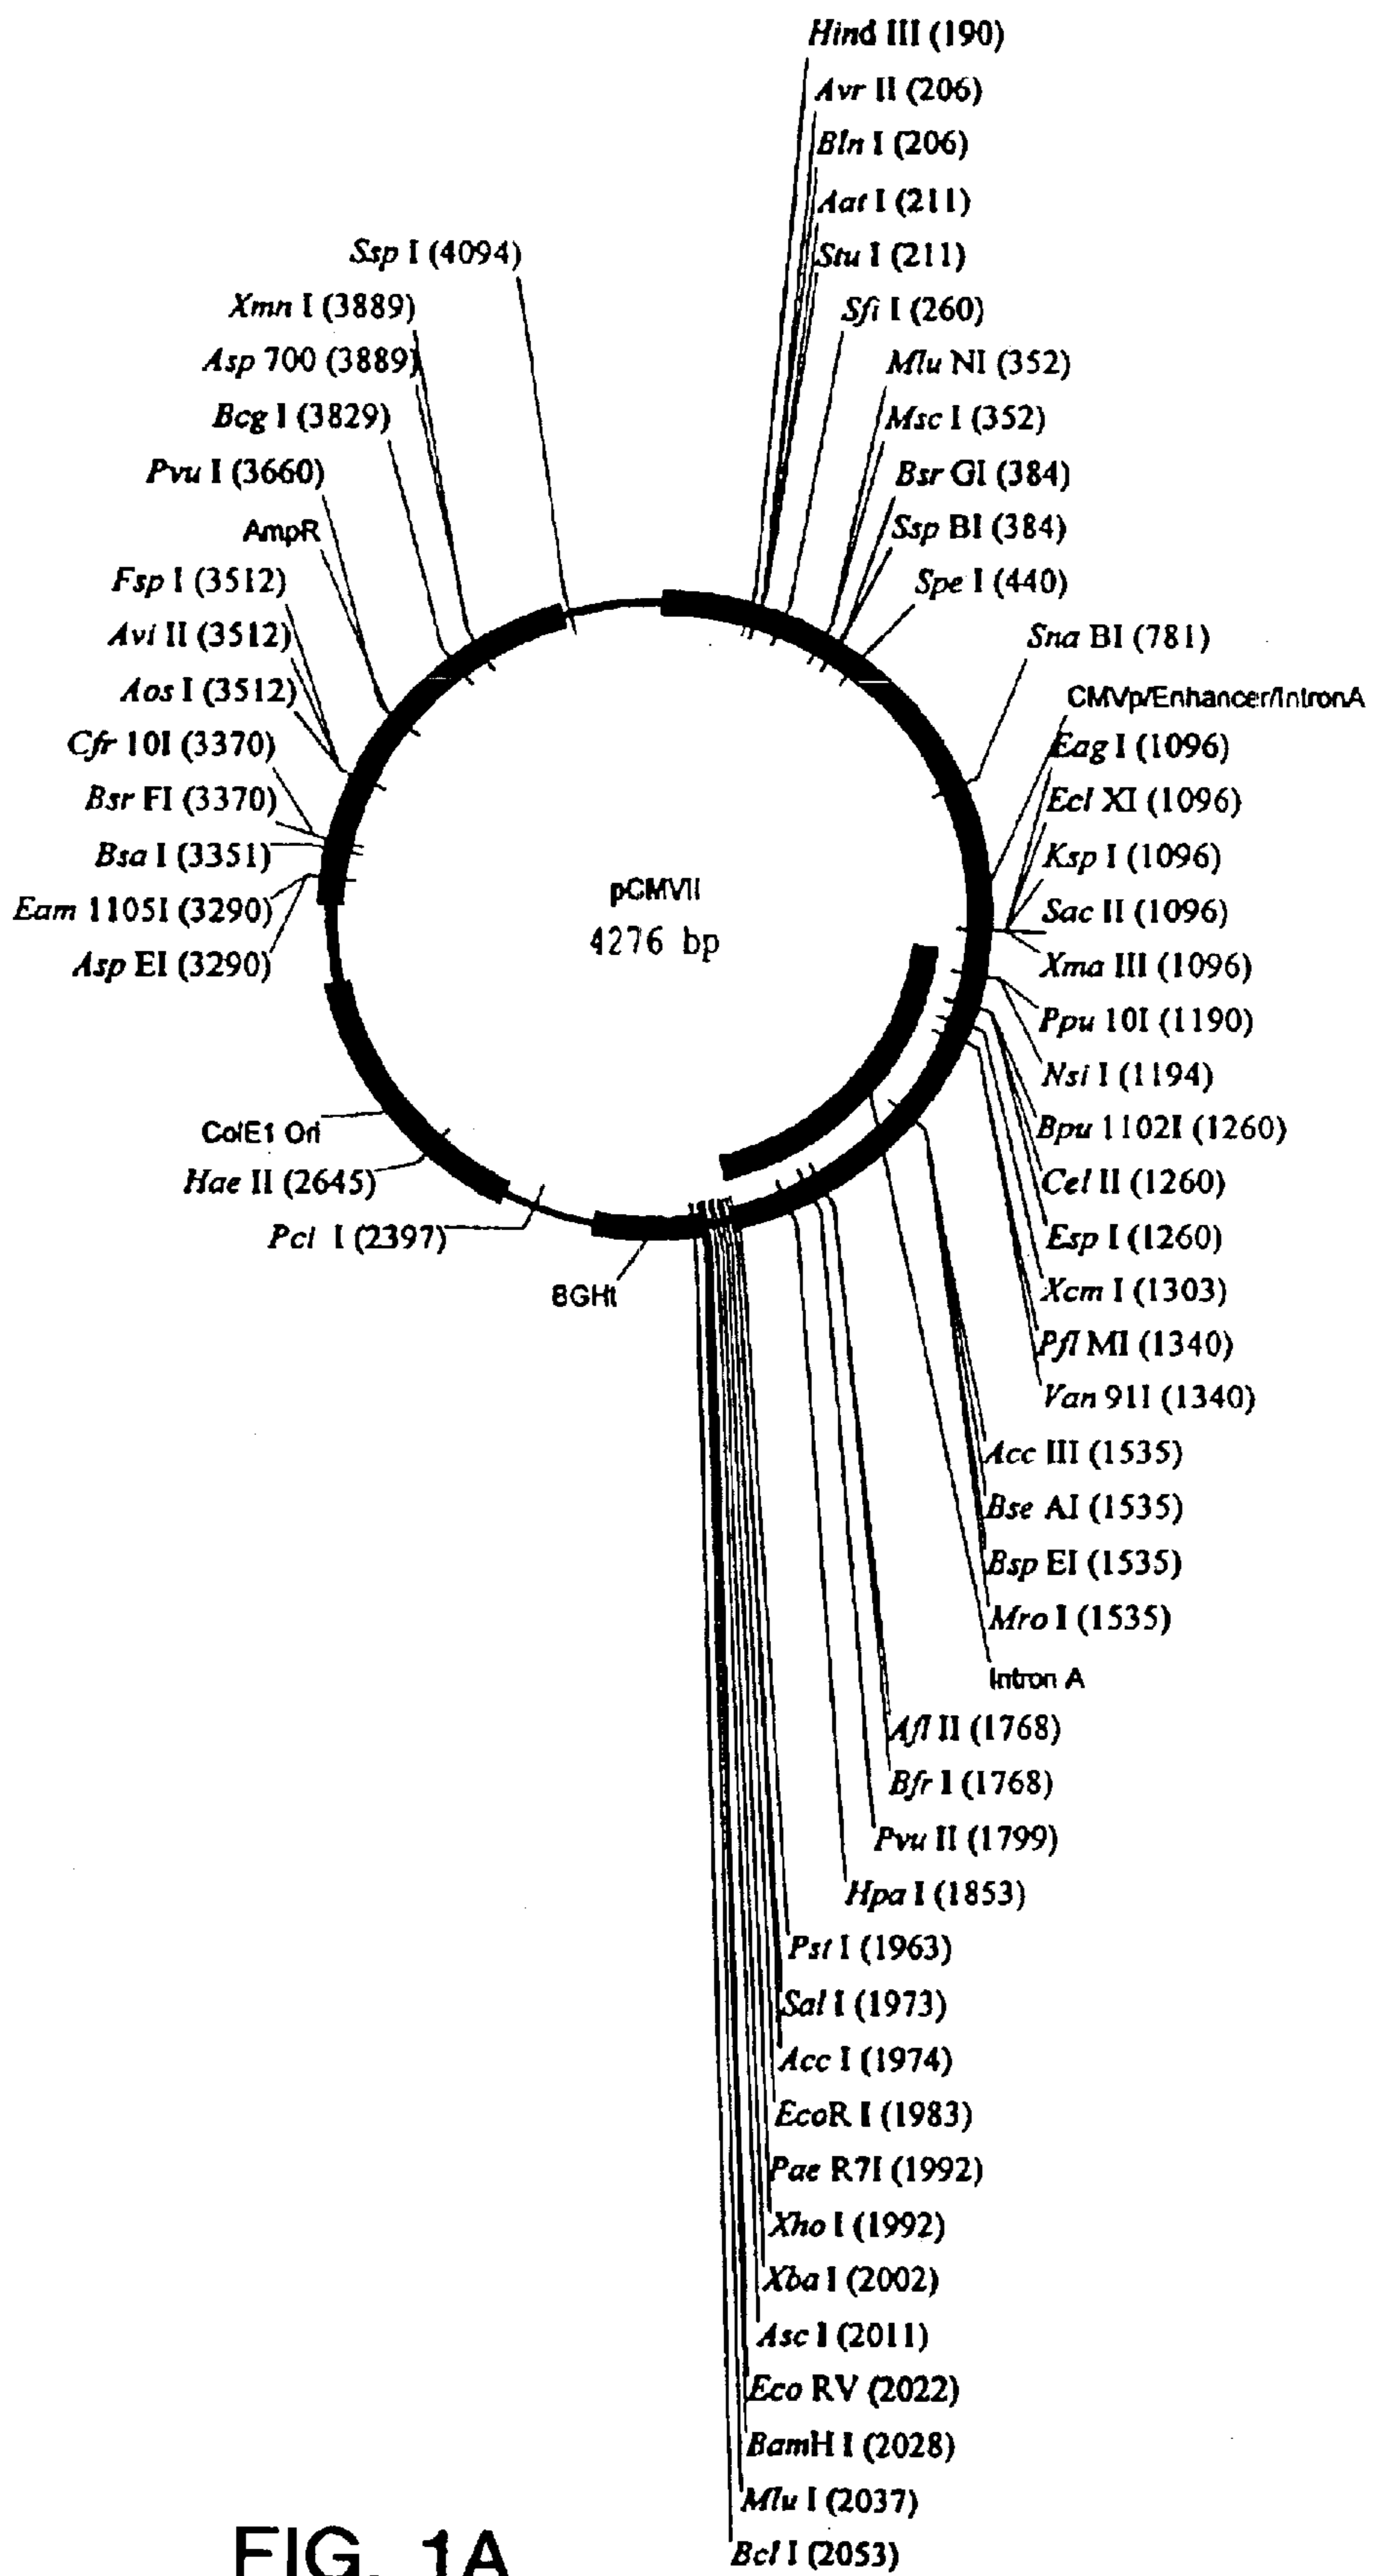 Hind III (190)
Avr II (206)
Bln I (206)
Aat I (211)
Stu I (211)
Sfi I (260)
Mlu NI (352)
Msc I (352)
Bsr GI (384)
Ssp BI (384)
Spe I (440)
Sna BI (781)
CMVp/Enhancer/IntronA
Eag I (1096)
Ecl XI (1096)
Ksp I (1096)
Sac II (1096)
Xma III (1096)
Ppu 10I (1190)
Nsi I (1194)
Bpu 1102I (1260)
Cel II (1260)
Esp I (1260)
Xcm I (1303)
Pfl MI (1340)
Van 91I (1340)
Acc III (1535)
Bse AI (1535)
Bsp EI (1535)
Mro I (1535)
Intron A
Afl II (1768)
Bfr I (1768)
Pvu II (1799)
Hpa I (1853)
Pst I (1963)
Sal I (1973)
Acc I (1974)
EcoR I (1983)
Pae R7I (1992)
Xho I (1992)
Xba I (2002)
Asc I (2011)
Eco RV (2022)
BamH I (2028)
Mlu I (2037)
Bcl I (2053)
Ssp I (4094)
Xmn I (3889)
Asp 700 (3889)
Bcg I (3829)
Pvu I (3660)
AmpR
Fsp I (3512)
Avi II (3512)
Aos I (3512)
Cfr 10I (3370)
Bsr FI (3370)
Bsa I (3351)
Eam 1105I (3290)
Asp EI (3290)
ColE1 Ori
Hae II (2645)
Pci I (2397)
BGHt
pCMVII
4276 bp
FIG. 1A